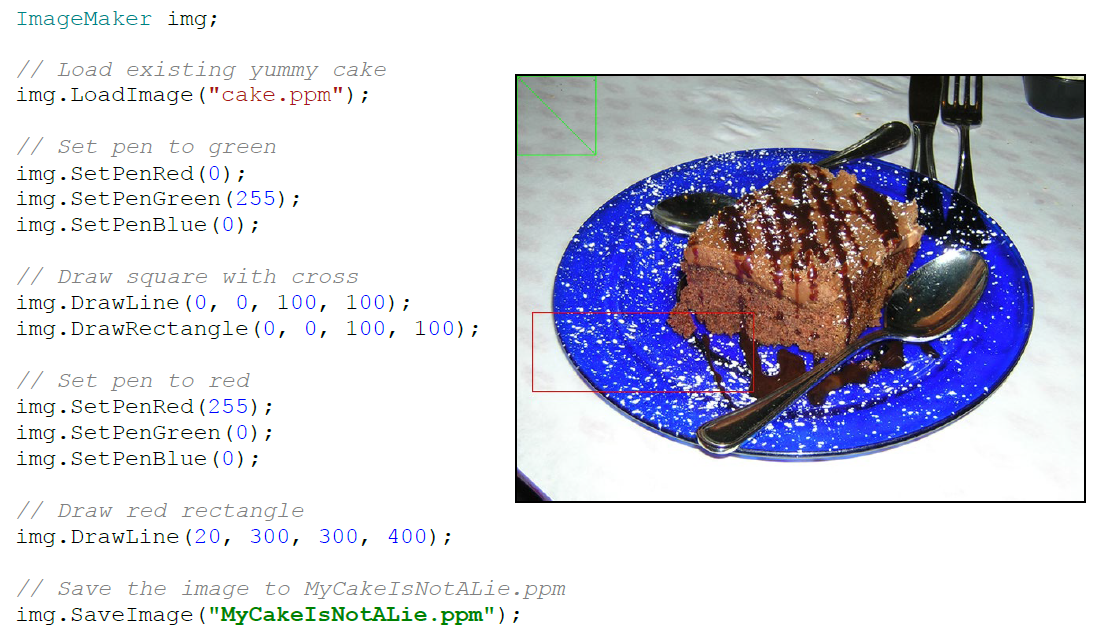 ImageMaker img;
// Load existing yummy cake
img.LoadImage("cake.ppm");
// Set pen to green
img.SetPenRed(0);
img.SetPenGreen(255);
img.SetPenBlue(0);
// Draw square with cross
img.DrawLine(0, 0, 100, 100);
img.DrawRectangle(0, 0, 100, 100);
// Set pen to red
img.SetPenRed(255);
img.SetPenGreen(0);
img.SetPenBlue(0);
// Draw red rectangle
img.DrawLine(20, 300, 300, 400);
// Save the image to MyCakeIsNotALie.ppm
img.SaveImage("MyCakeIsNotALie.ppm");